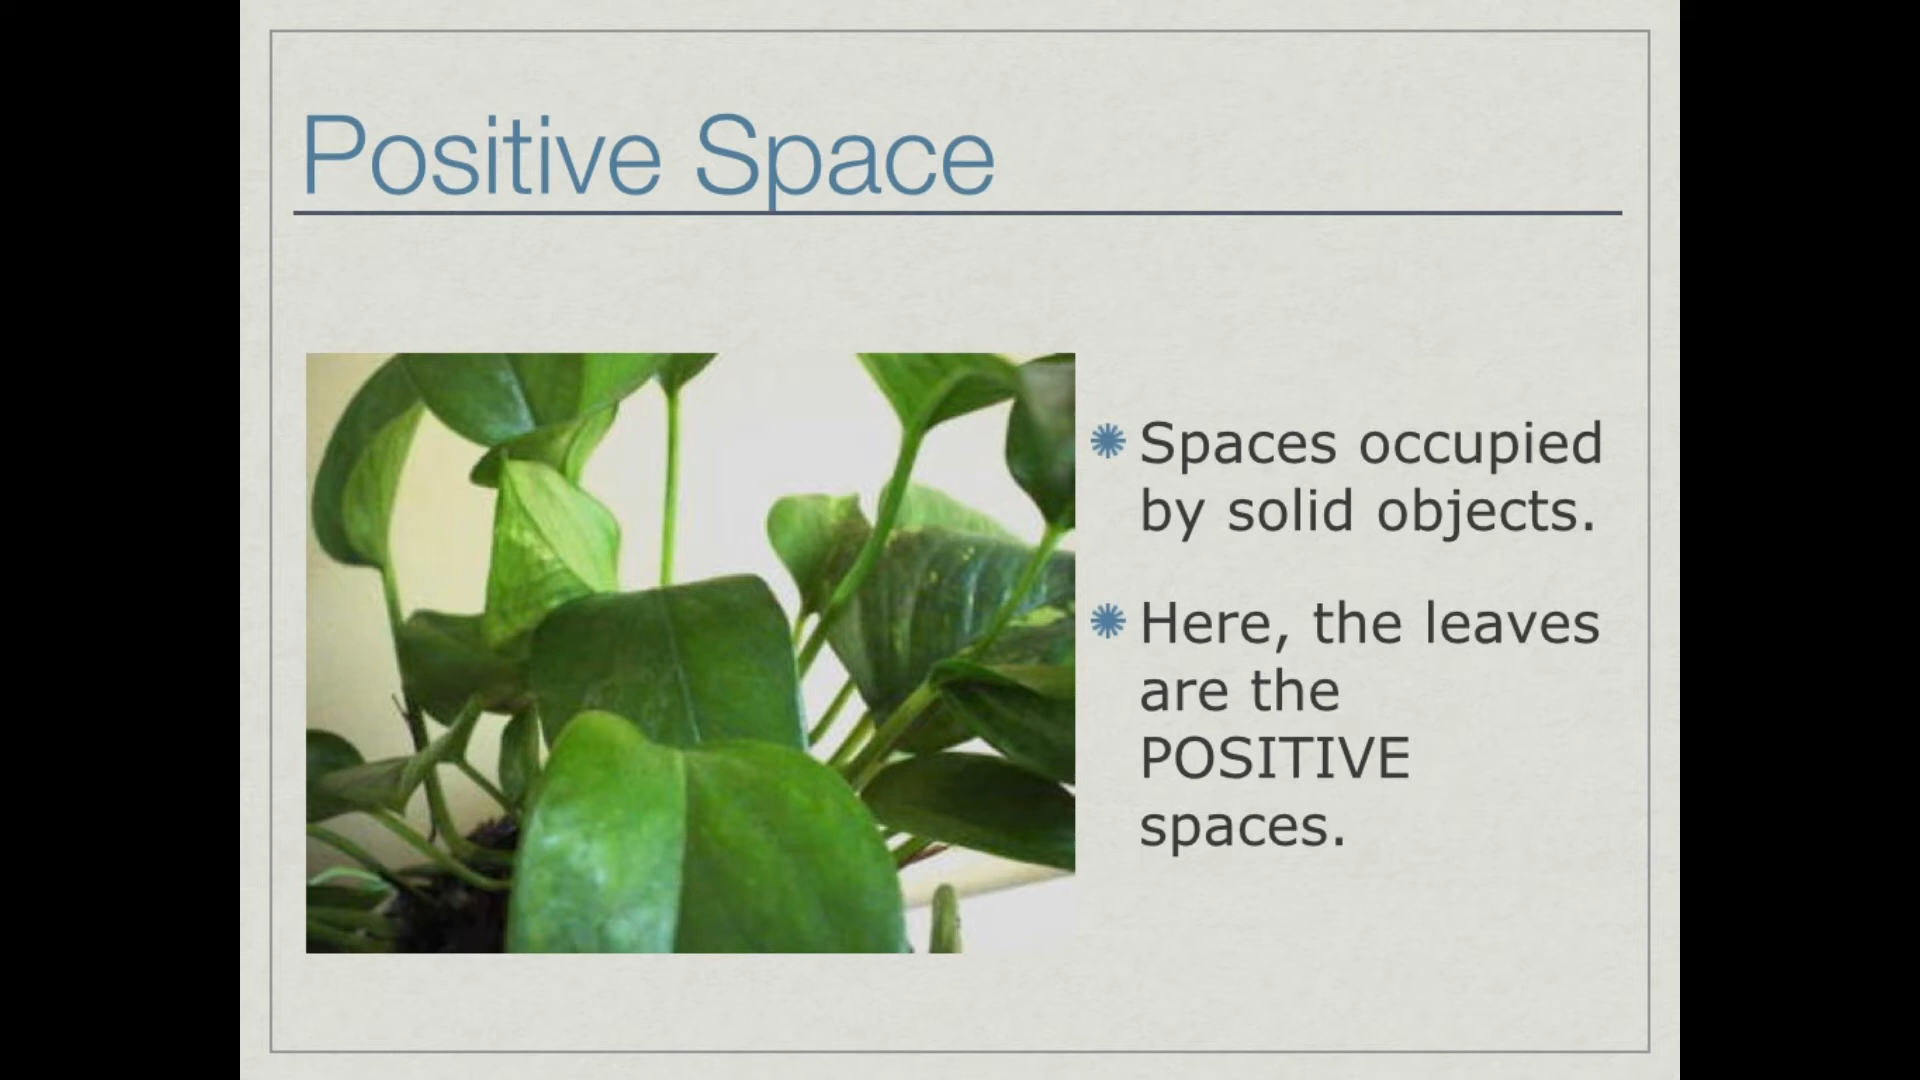 Positive Space
Spaces occupied
by solid objects.
Here, the leaves
are the
POSITIVE
spaces.